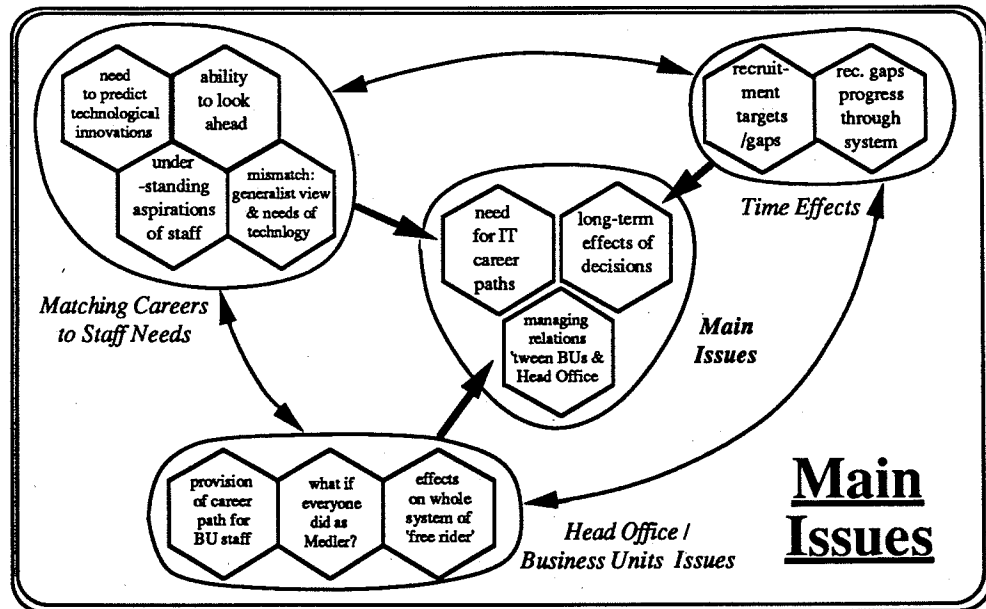 need
to predict
technological
innovations
ability
to look
ahead
under
-standing
aspirations
of staff
mismatch:
generalist view
& needs of
technlogy
Matching Careers
to Staff Needs
recruit-
ment
targets
/gaps
rec. gaps
progress
through
system
Time Effects
need
for IT
career
paths
long-term
effects of
decisions
managing
relations
'tween BUs &
Head Office
Main
Issues
provision
of career
path for
BU staff
what if
everyone
did as
Medler?
effects
on whole
system of
'free rider'
Head Office /
Business Units Issues
Main
Issues